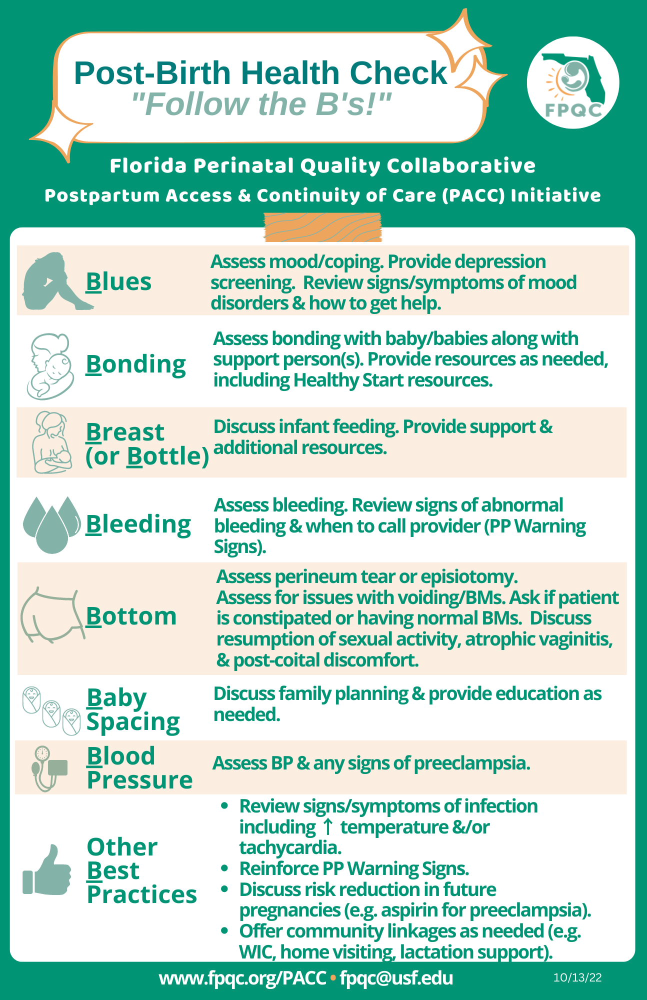 Post-Birth Health Check
"Follow the B's!"
FPQC
Florida Perinatal Quality Collaborative
Postpartum Access & Continuity of Care (PACC) Initiative
Blues
Assess mood/coping. Provide depression
screening.  Review signs/symptoms of mood
disorders & how to get help.
Bonding
Assess bonding with baby/babies along with
support person(s). Provide resources as needed,
including Healthy Start resources.
Breast
(or Bottle)
Discuss infant feeding. Provide support &
additional resources.
Bleeding
Assess bleeding. Review signs of abnormal
bleeding & when to call provider (PP Warning
Signs).
Bottom
Assess perineum tear or episiotomy.
Assess for issues with voiding/BMs. Ask if patient
is constipated or having normal BMs.  Discuss
resumption of sexual activity, atrophic vaginitis,
& post-coital discomfort.
Baby
Spacing
Discuss family planning & provide education as
needed.
Blood
Pressure
Assess BP & any signs of preeclampsia.
Other
Best
Practices
• Review signs/symptoms of infection
including ↑ temperature &/or
tachycardia.
• Reinforce PP Warning Signs.
• Discuss risk reduction in future
pregnancies (e.g. aspirin for preeclampsia).
• Offer community linkages as needed (e.g.
WIC, home visiting, lactation support).
www.fpqc.org/PACC • fpqc@usf.edu
10/13/22